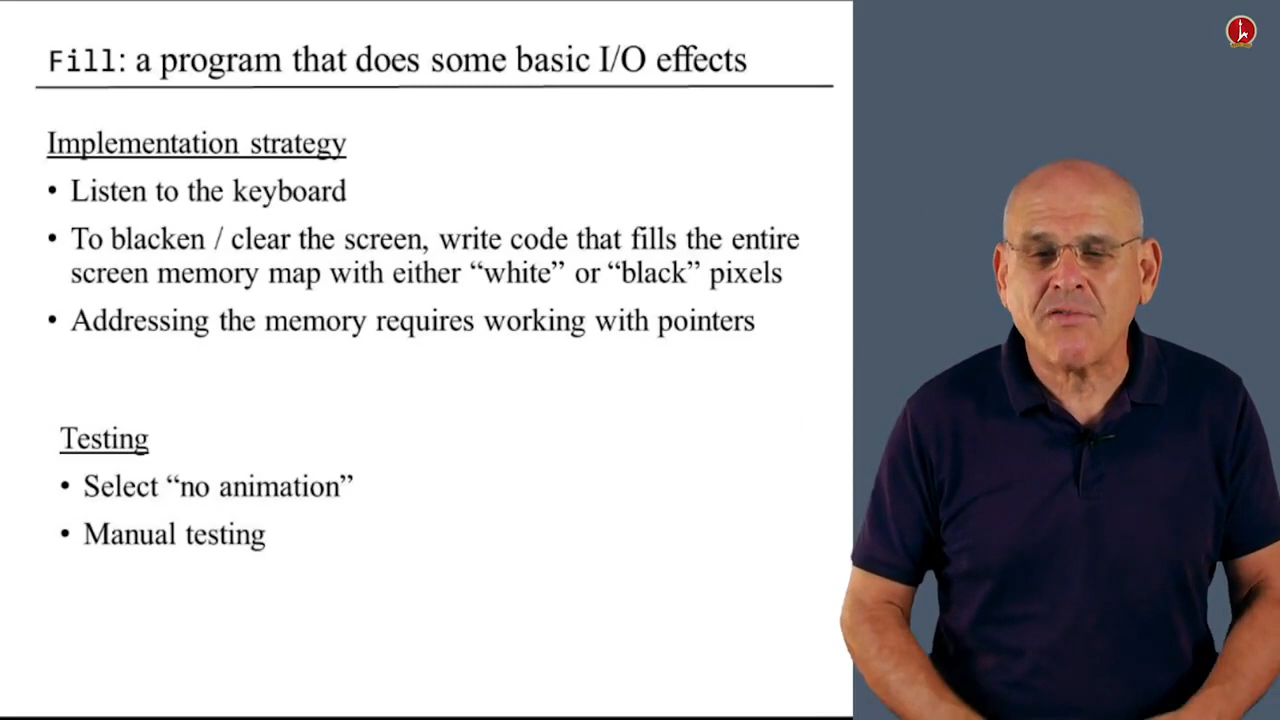 Fill: a program that does some basic I/O effects
Implementation strategy
• Listen to the keyboard
• To blacken / clear the screen, write code that fills the entire
screen memory map with either “white” or “black” pixels
• Addressing the memory requires working with pointers
Testing
• Select “no animation”
• Manual testing